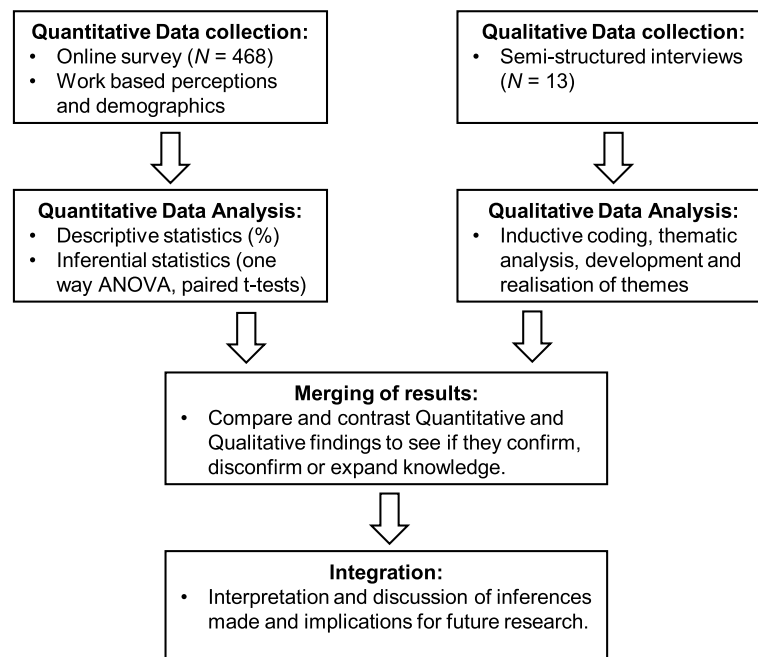 Quantitative Data collection:
• Online survey (N = 468)
• Work based perceptions
and demographics
Qualitative Data collection:
• Semi-structured interviews
(N = 13)
Quantitative Data Analysis:
• Descriptive statistics (%)
• Inferential statistics (one
way ANOVA, paired t-tests)
Qualitative Data Analysis:
• Inductive coding, thematic
analysis, development and
realisation of themes
Merging of results:
• Compare and contrast Quantitative and
Qualitative findings to see if they confirm,
disconfirm or expand knowledge.
Integration:
• Interpretation and discussion of inferences
made and implications for future research.